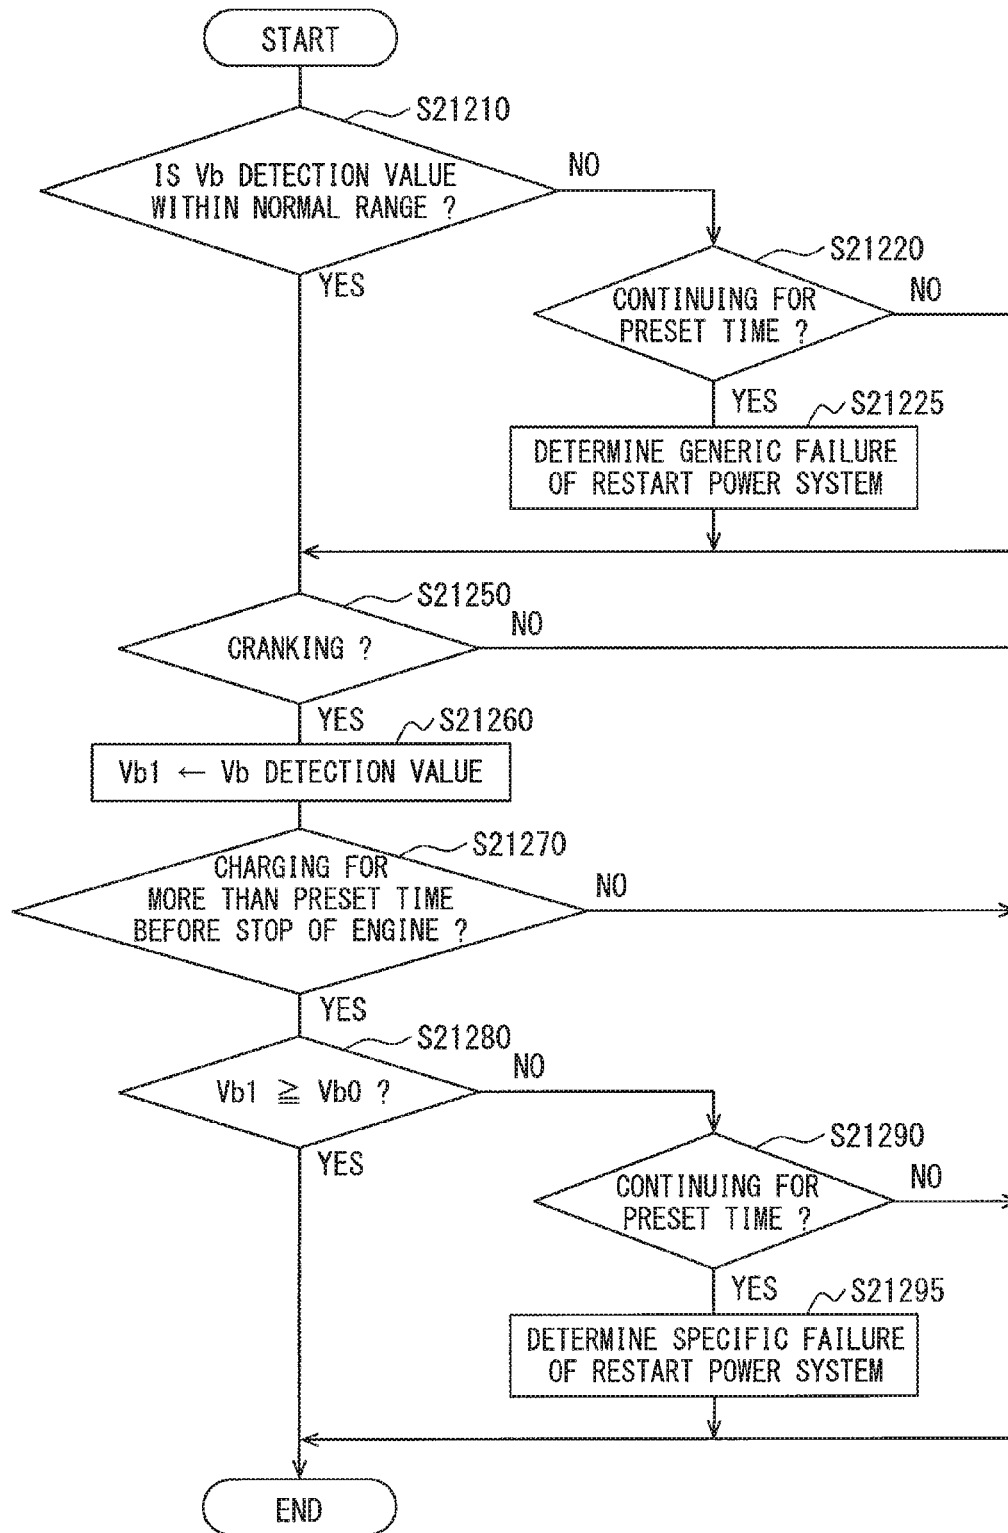 START
S21210
IS Vb DETECTION VALUE
WITHIN NORMAL RANGE ?
NO
YES
S21220
CONTINUING FOR
PRESET TIME ?
NO
YES
S21225
DETERMINE GENERIC FAILURE
OF RESTART POWER SYSTEM
S21250
CRANKING ?
NO
YES
S21260
Vb1 ← Vb DETECTION VALUE
S21270
CHARGING FOR
MORE THAN PRESET TIME
BEFORE STOP OF ENGINE ?
NO
YES
S21280
Vb1 ≧ Vb0 ?
NO
YES
S21290
CONTINUING FOR
PRESET TIME ?
NO
YES
S21295
DETERMINE SPECIFIC FAILURE
OF RESTART POWER SYSTEM
END